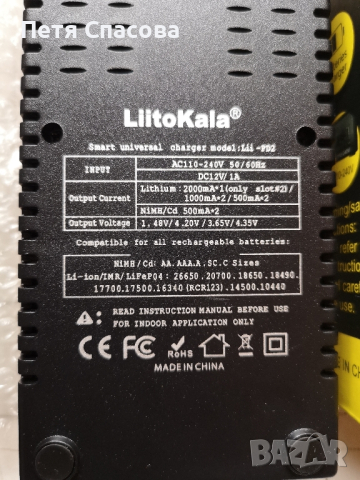 Петя Спасова
LiitoKala®
Smart universal charger model:Lii -PD2
INPUT
AC110-240V 50/60Hz
DC12V/1A
Output Current
Lithium: 2000mA*1(only slot#2)/
1000mA*2/500mA*2
NiMH/Cd 500mA*2
Output Voltage
1.48V/4.20V/3.65V/4.35V
Compatible for all rechargeable batteries:
NiMH/Cd: AA.AAA.A.SC.C Sizes
Li-ion/IMR/LiFePO4: 26650.20700.18650.18490.
17700.17500.16340(RCR123).14500.10440
READ INSTRUCTION MANUAL BEFORE USE
FOR INDOOR APPLICATION ONLY
CE FC RoHS
MADE IN CHINA
bazar
БГ